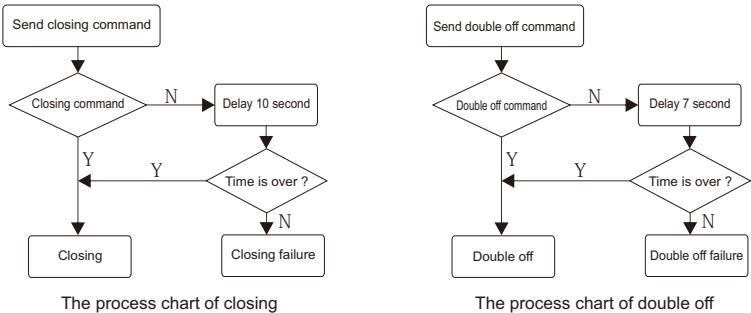 Send closing command
Closing command
N
Delay 10 second
Y
Y
Time is over ?
N
Closing
Closing failure
The process chart of closing
Send double off command
Double off command
N
Delay 7 second
Y
Y
Time is over ?
N
Double off
Double off failure
The process chart of double off